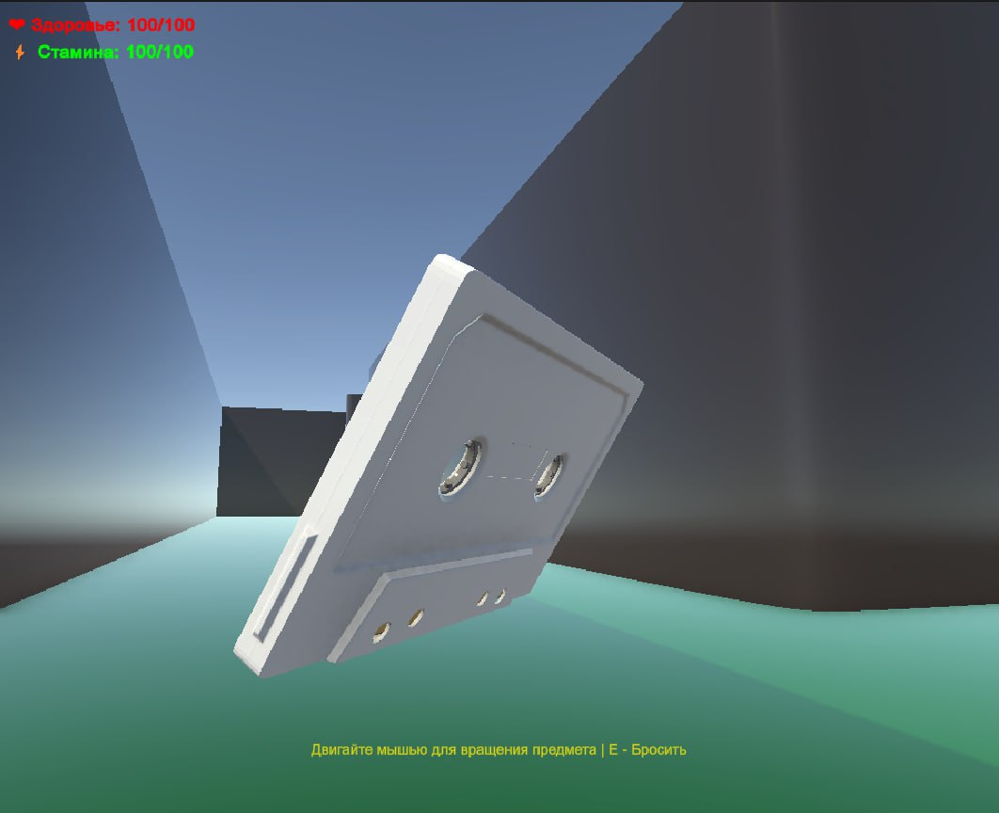 Здоровье: 100/100
Стамина: 100/100
Двигайте мышью для вращения предмета | E - Бросить